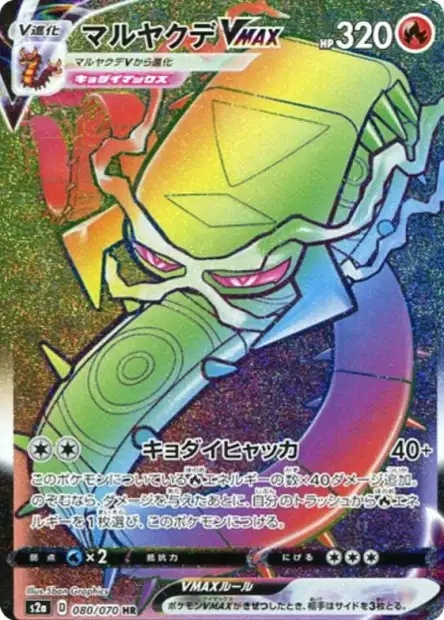 V進化
マルヤクデVMAX
HP 320
マルヤクデVから進化
キョダイマックス
キョダイヒャッカ 40+
このポケモンについている エネルギーの数×40ダメージ追加。
のぞむなら、ダメージを与えたあとに、自分のトラッシュから エネ
ルギーを1枚選び、このポケモンにつける。
弱点 ×2 抵抗力 にげる
Illus. 5ban Graphics
VMAXルール
s2a D 080/070 HR
ポケモンVMAXがきぜつしたとき、相手はサイドを3枚とる。